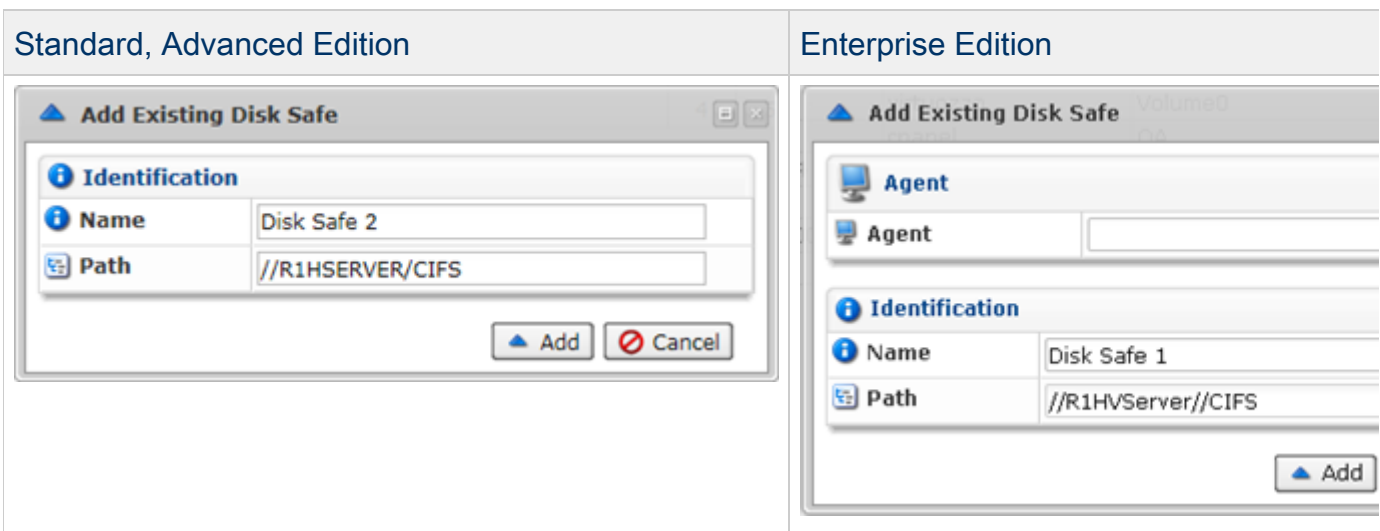 Standard, Advanced Edition
Enterprise Edition
Add Existing Disk Safe
Identification
Name
Disk Safe 2
Path
//R1HSERVER/CIFS
Add
Cancel
Add Existing Disk Safe
Volume0
Agent
Agent
Identification
Name
Disk Safe 1
Path
//R1HVServer//CIFS
Add